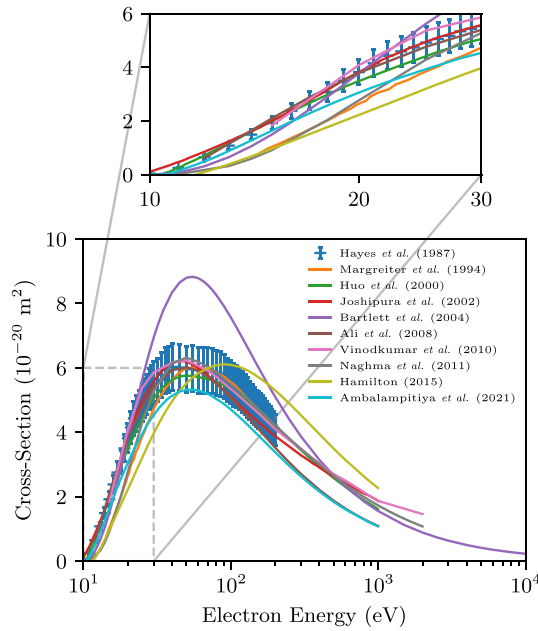 6
4
2
0
10
20
30
10
8
6
4
2
0
Cross-Section (10⁻²⁰ m²)
Hayes et al. (1987)
Margreiter et al. (1994)
Huo et al. (2000)
Joshipura et al. (2002)
Bartlett et al. (2004)
Ali et al. (2008)
Vinodkumar et al. (2010)
Naghma et al. (2011)
Hamilton (2015)
Ambalampitiya et al. (2021)
10¹
10²
10³
10⁴
Electron Energy (eV)